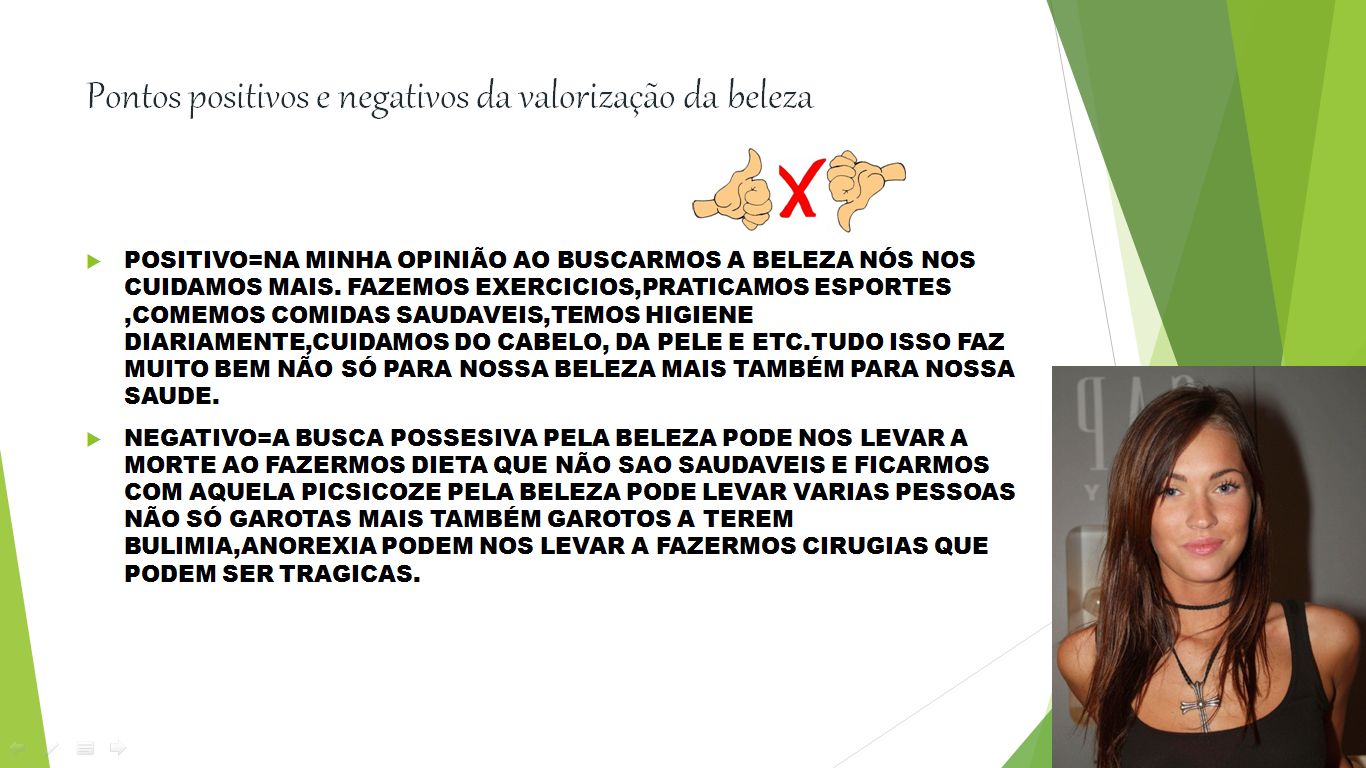 Pontos positivos e negativos da valorização da beleza
X
POSITIVO=NA MINHA OPINIÃO AO BUSCARMOS A BELEZA NÓS NOS
CUIDAMOS MAIS. FAZEMOS EXERCICIOS,PRATICAMOS ESPORTES
,COMEMOS COMIDAS SAUDAVEIS,TEMOS HIGIENE
DIARIAMENTE,CUIDAMOS DO CABELO, DA PELE E ETC.TUDO ISSO FAZ
MUITO BEM NÃO SÓ PARA NOSSA BELEZA MAIS TAMBÉM PARA NOSSA
SAUDE.
NEGATIVO=A BUSCA POSSESIVA PELA BELEZA PODE NOS LEVAR A
MORTE AO FAZERMOS DIETA QUE NÃO SAO SAUDAVEIS E FICARMOS
COM AQUELA PICSICOZE PELA BELEZA PODE LEVAR VARIAS PESSOAS
NÃO SÓ GAROTAS MAIS TAMBÉM GAROTOS A TEREM
BULIMIA,ANOREXIA PODEM NOS LEVAR A FAZERMOS CIRUGIAS QUE
PODEM SER TRAGICAS.